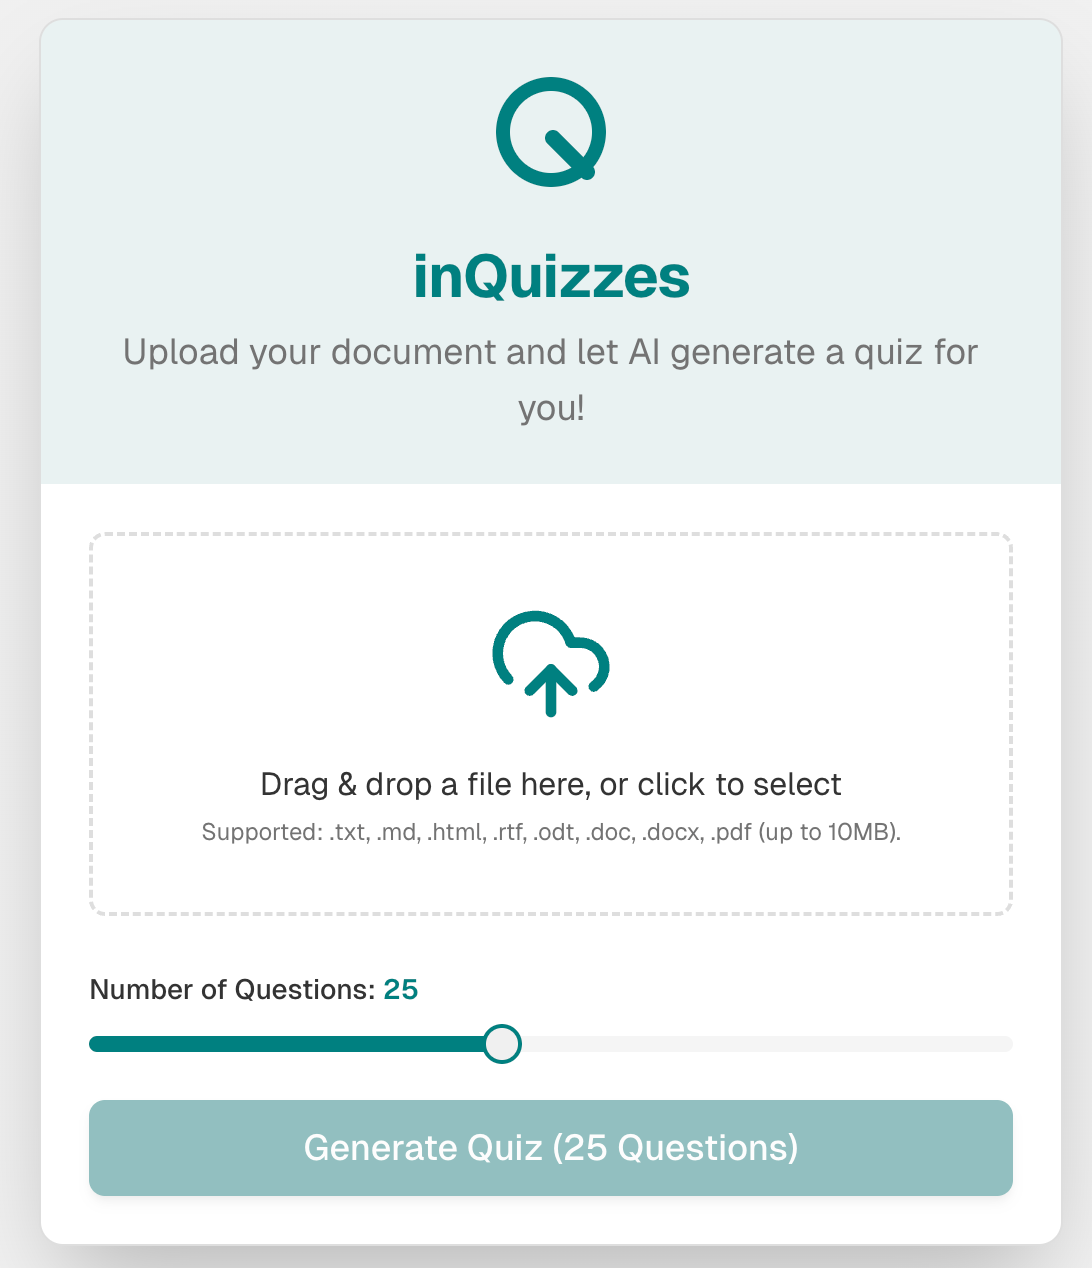 inQuizzes
Upload your document and let AI generate a quiz for
you!
Drag & drop a file here, or click to select
Supported: .txt, .md, .html, .rtf, .odt, .doc, .docx, .pdf (up to 10MB).
Number of Questions: 25
Generate Quiz (25 Questions)